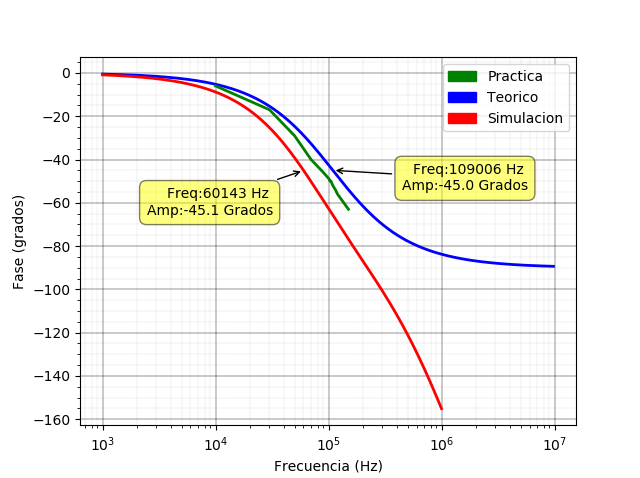 Practica
Teorico
Simulacion
Freq:60143 Hz
Amp:-45.1 Grados
Freq:109006 Hz
Amp:-45.0 Grados
Fase (grados)
0
−20
−40
−60
−80
−100
−120
−140
−160
10³
10⁴
10⁵
10⁶
10⁷
Frecuencia (Hz)